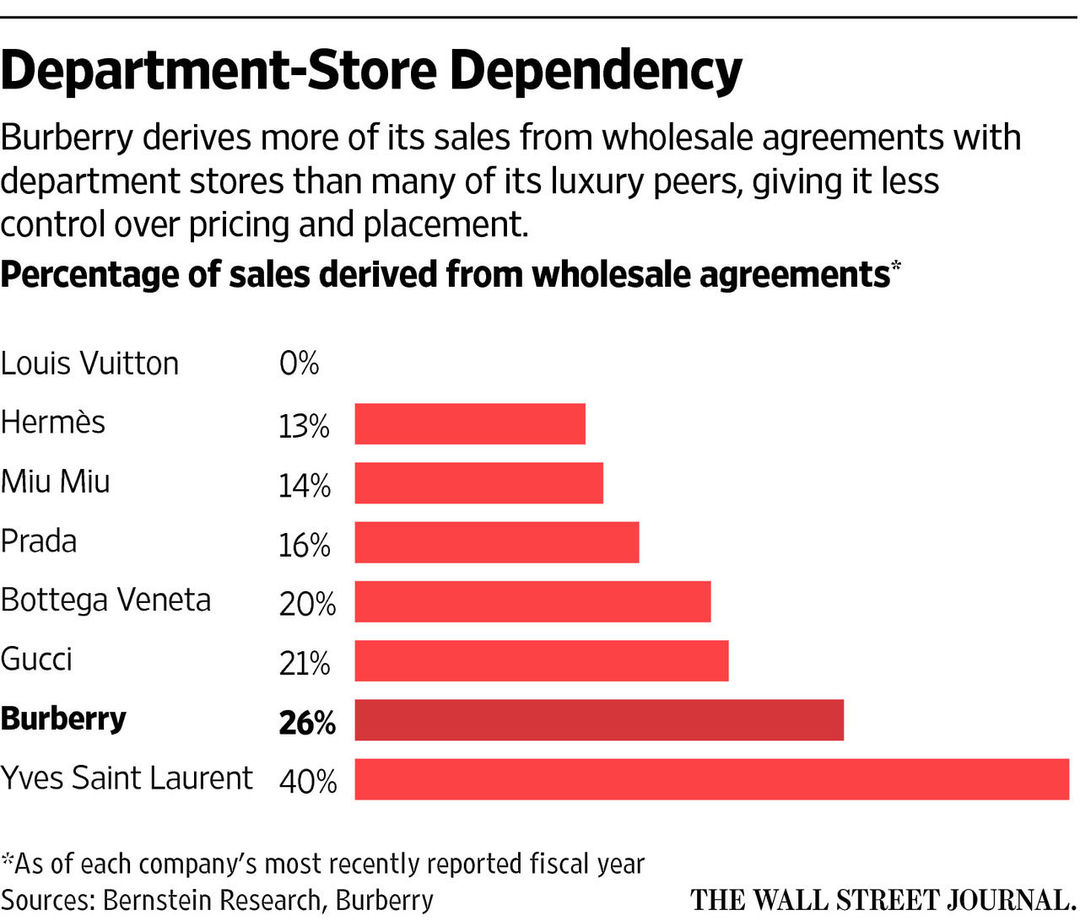 Department-Store Dependency
Burberry derives more of its sales from wholesale agreements with
department stores than many of its luxury peers, giving it less
control over pricing and placement.
Percentage of sales derived from wholesale agreements*
Louis Vuitton 0%
Hermès 13%
Miu Miu 14%
Prada 16%
Bottega Veneta 20%
Gucci 21%
Burberry 26%
Yves Saint Laurent 40%
*As of each company’s most recently reported fiscal year
Sources: Bernstein Research, Burberry
THE WALL STREET JOURNAL.